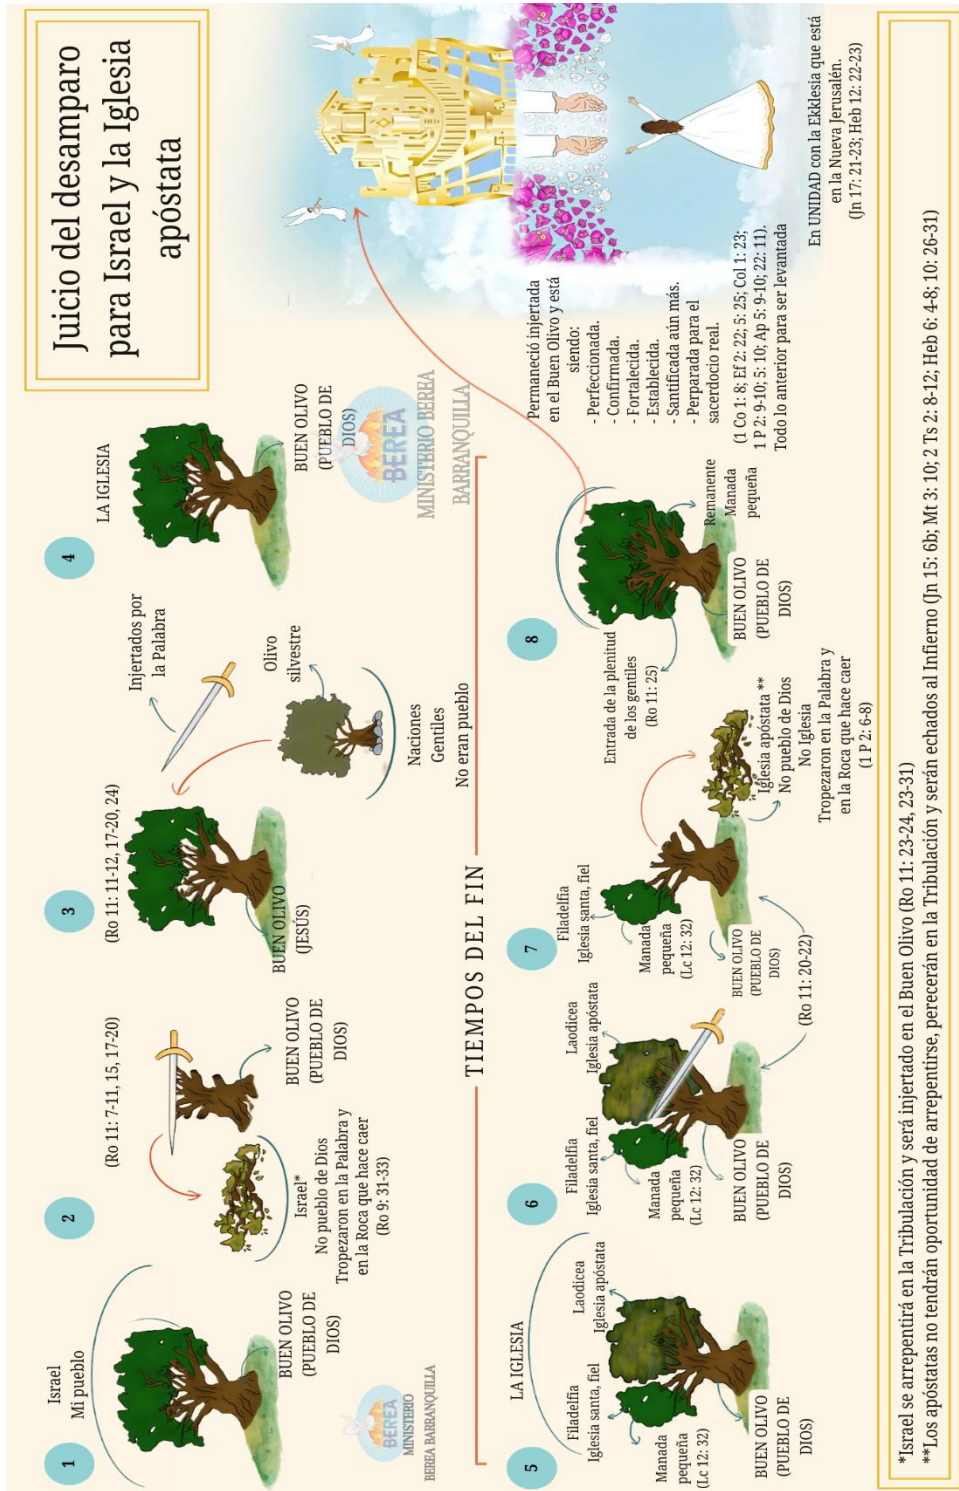 Juicio del desamparo
para Israel y la Iglesia
apóstata
1
Israel
Mi pueblo
BUEN OLIVO
(PUEBLO DE
DIOS)
BEREA
MINISTERIO
BEREA BARRANQUILLA
2
(Ro 11: 7-11, 15, 17-20)
Israel*
No pueblo de Dios
Tropezaron en la Palabra y
en la Roca que hace caer
(Ro 9: 31-33)
BUEN OLIVO
(PUEBLO DE
DIOS)
3
(Ro 11: 11-12, 17-20, 24)
BUEN OLIVO
(JESÚS)
Injertados por
la Palabra
Olivo
silvestre
Naciones
Gentiles
No eran pueblo
4
LA IGLESIA
BUEN OLIVO
(PUEBLO DE
DIOS)
BEREA
MINISTERIO BEREA
BARRANQUILLA
TIEMPOS DEL FIN
5
LA IGLESIA
Filadelfia
Iglesia santa, fiel
Laodicea
Iglesia apóstata
Manada
pequeña
(Lc 12: 32)
BUEN OLIVO
(PUEBLO DE
DIOS)
6
Filadelfia
Iglesia santa, fiel
Laodicea
Iglesia apóstata
Manada
pequeña
(Lc 12: 32)
BUEN OLIVO
(PUEBLO DE
DIOS)
(Ro 11: 20-22)
7
Filadelfia
Iglesia santa, fiel
Manada
pequeña
(Lc 12: 32)
BUEN OLIVO
(PUEBLO DE
DIOS)
Iglesia apóstata **
No pueblo de Dios
No Iglesia
Tropezaron en la Palabra y
en la Roca que hace caer
(1 P 2: 6-8)
8
Entrada de la plenitud
de los gentiles
(Ro 11: 25)
BUEN OLIVO
(PUEBLO DE
DIOS)
Remanente
Manada
pequeña
Permaneció injertada
en el Buen Olivo y está
siendo:
- Perfeccionada.
- Confirmada.
- Fortalecida.
- Establecida.
- Santificada aún más.
- Perparada para el
sacerdocio real.
(1 Co 1: 8; Ef 2: 22; 5: 25; Col 1: 23;
1 P 2: 9-10; 5: 10; Ap 5: 9-10; 22: 11).
Todo lo anterior para ser levantada
En UNIDAD con la Ekklesia que está
en la Nueva Jerusalén.
(Jn 17: 21-23; Heb 12: 22-23)
*Israel se arrepentirá en la Tribulación y será injertado en el Buen Olivo (Ro 11: 23-24, 23-31)
**Los apóstatas no tendrán oportunidad de arrepentirse, perecerán en la Tribulación y serán echados al Infierno (Jn 15: 6b; Mt 3: 10; 2 Ts 2: 8-12; Heb 6: 4-8; 10: 26-31)